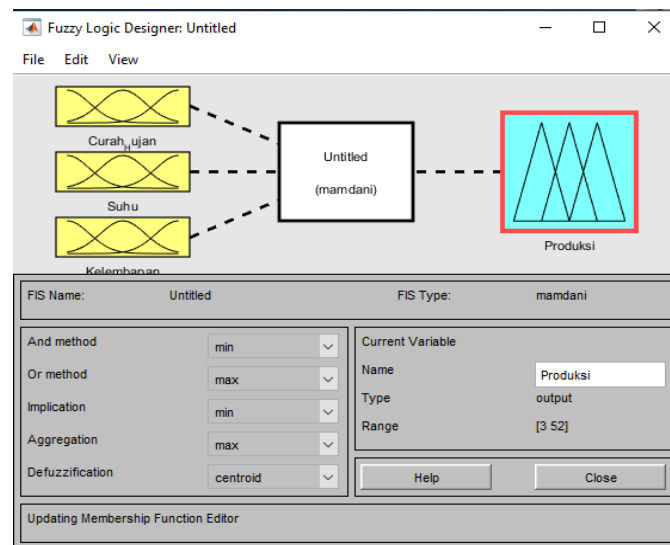 Fuzzy Logic Designer: Untitled
File Edit View
Curah_Hujan
Suhu
Kelembapan
Untitled
(mamdani)
Produksi
FIS Name: Untitled FIS Type: mamdani
And method min
Or method max
Implication min
Aggregation max
Defuzzification centroid
Current Variable
Name Produksi
Type output
Range [3 52]
Help Close
Updating Membership Function Editor